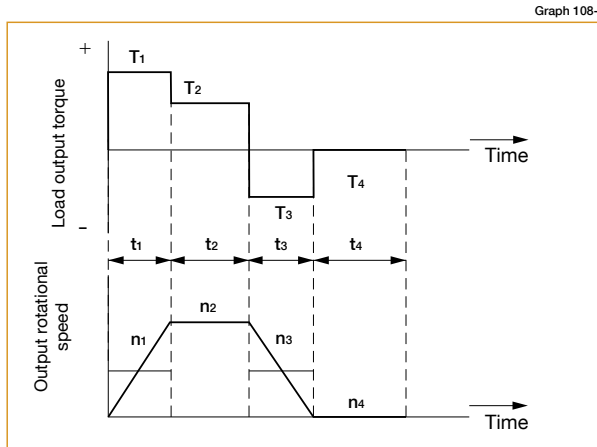 Graph 108-
+
T1
T2
Load output torque
Time
T4
T3
-
t1 t2 t3 t4
Output rotational
speed
n2
n1
n3
n4
Time